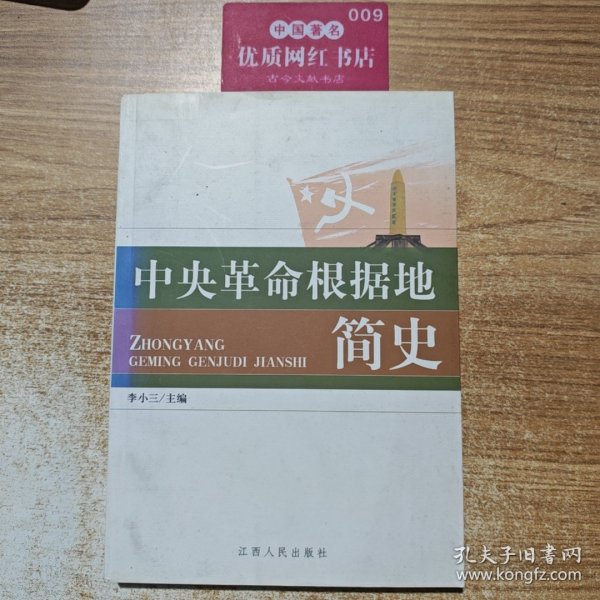 009
中国著名
优质网红书店
古今文献书店
中央革命根据地
简史
ZHONGYANG
GEMING GENJUDI JIANSHI
李小三/主编
江西人民出版社
孔夫子旧书网
www.kongfz.com